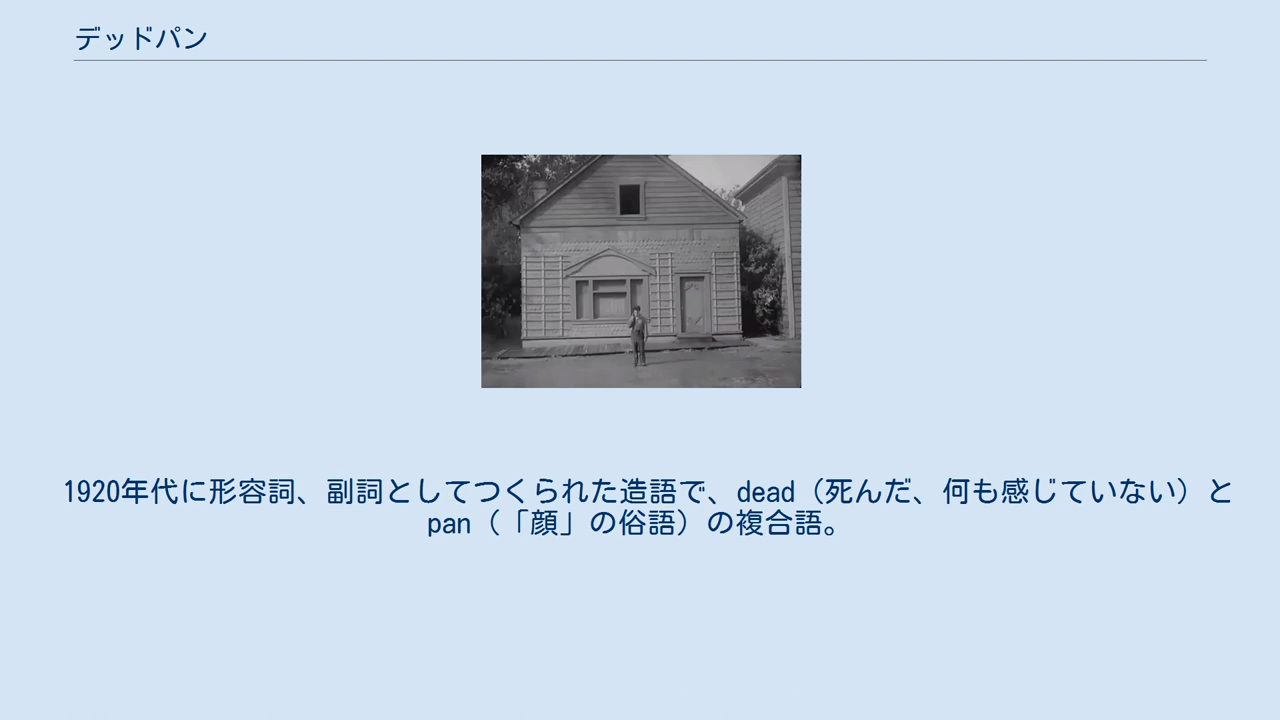 デッドパン
1920年代に形容詞、副詞としてつくられた造語で、dead（死んだ、何も感じていない）と
pan（「顔」の俗語）の複合語。